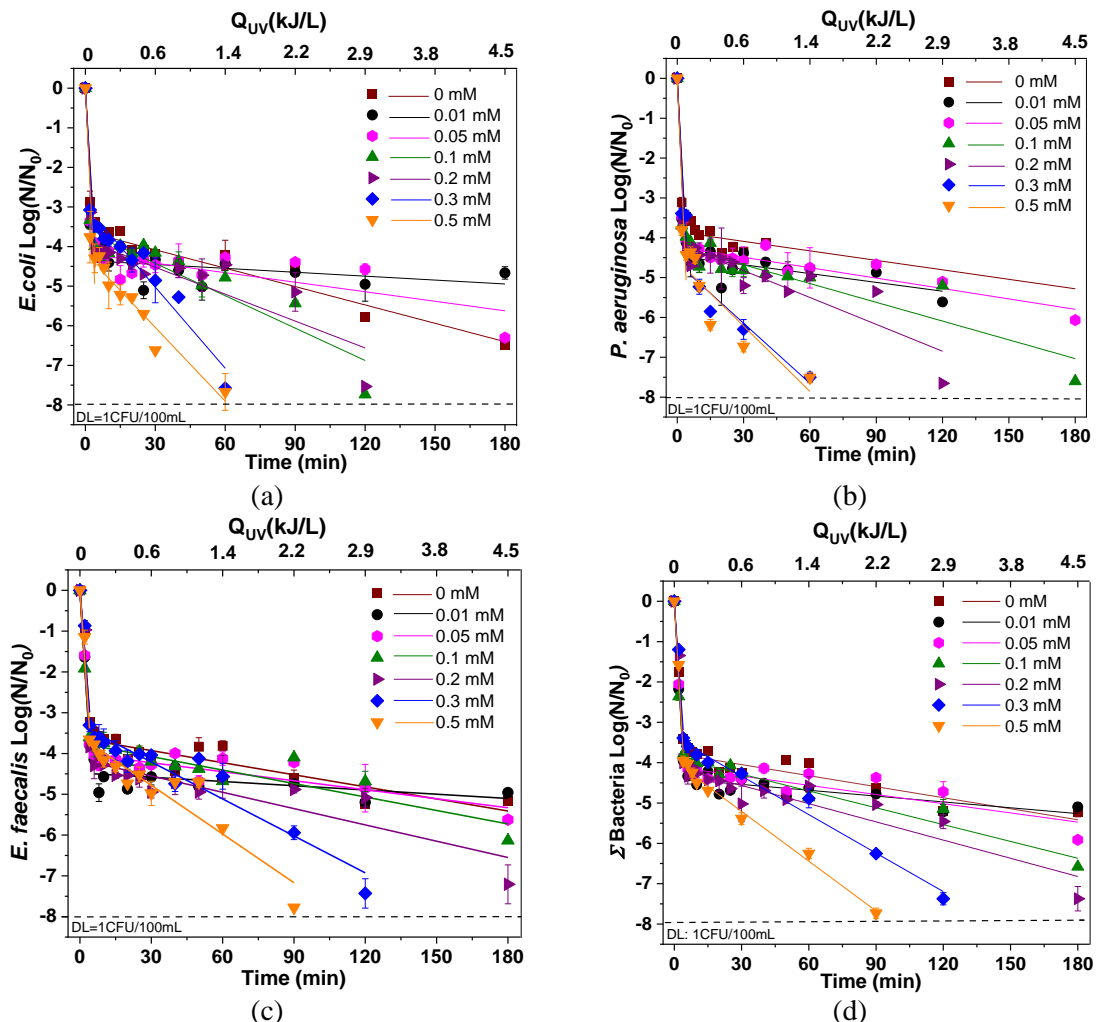 Q_UV(kJ/L)
0 0.6 1.4 2.2 2.9 3.8 4.5
E.coli Log(N/N₀)
0
-1
-2
-3
-4
-5
-6
-7
-8
0 mM
0.01 mM
0.05 mM
0.1 mM
0.2 mM
0.3 mM
0.5 mM
DL=1CFU/100mL
0 30 60 90 120 150 180
Time (min)
(a)
Q_UV(kJ/L)
0 0.6 1.4 2.2 2.9 3.8 4.5
P. aeruginosa Log(N/N₀)
0
-1
-2
-3
-4
-5
-6
-7
-8
0 mM
0.01 mM
0.05 mM
0.1 mM
0.2 mM
0.3 mM
0.5 mM
DL=1CFU/100mL
0 30 60 90 120 150 180
Time (min)
(b)
Q_UV(kJ/L)
0 0.6 1.4 2.2 2.9 3.8 4.5
E. faecalis Log(N/N₀)
0
-1
-2
-3
-4
-5
-6
-7
-8
0 mM
0.01 mM
0.05 mM
0.1 mM
0.2 mM
0.3 mM
0.5 mM
DL=1CFU/100mL
0 30 60 90 120 150 180
Time (min)
(c)
Q_UV(kJ/L)
0 0.6 1.4 2.2 2.9 3.8 4.5
Σ Bacteria Log(N/N₀)
0
-1
-2
-3
-4
-5
-6
-7
-8
0 mM
0.01 mM
0.05 mM
0.1 mM
0.2 mM
0.3 mM
0.5 mM
DL: 1CFU/100mL
0 30 60 90 120 150 180
Time (min)
(d)